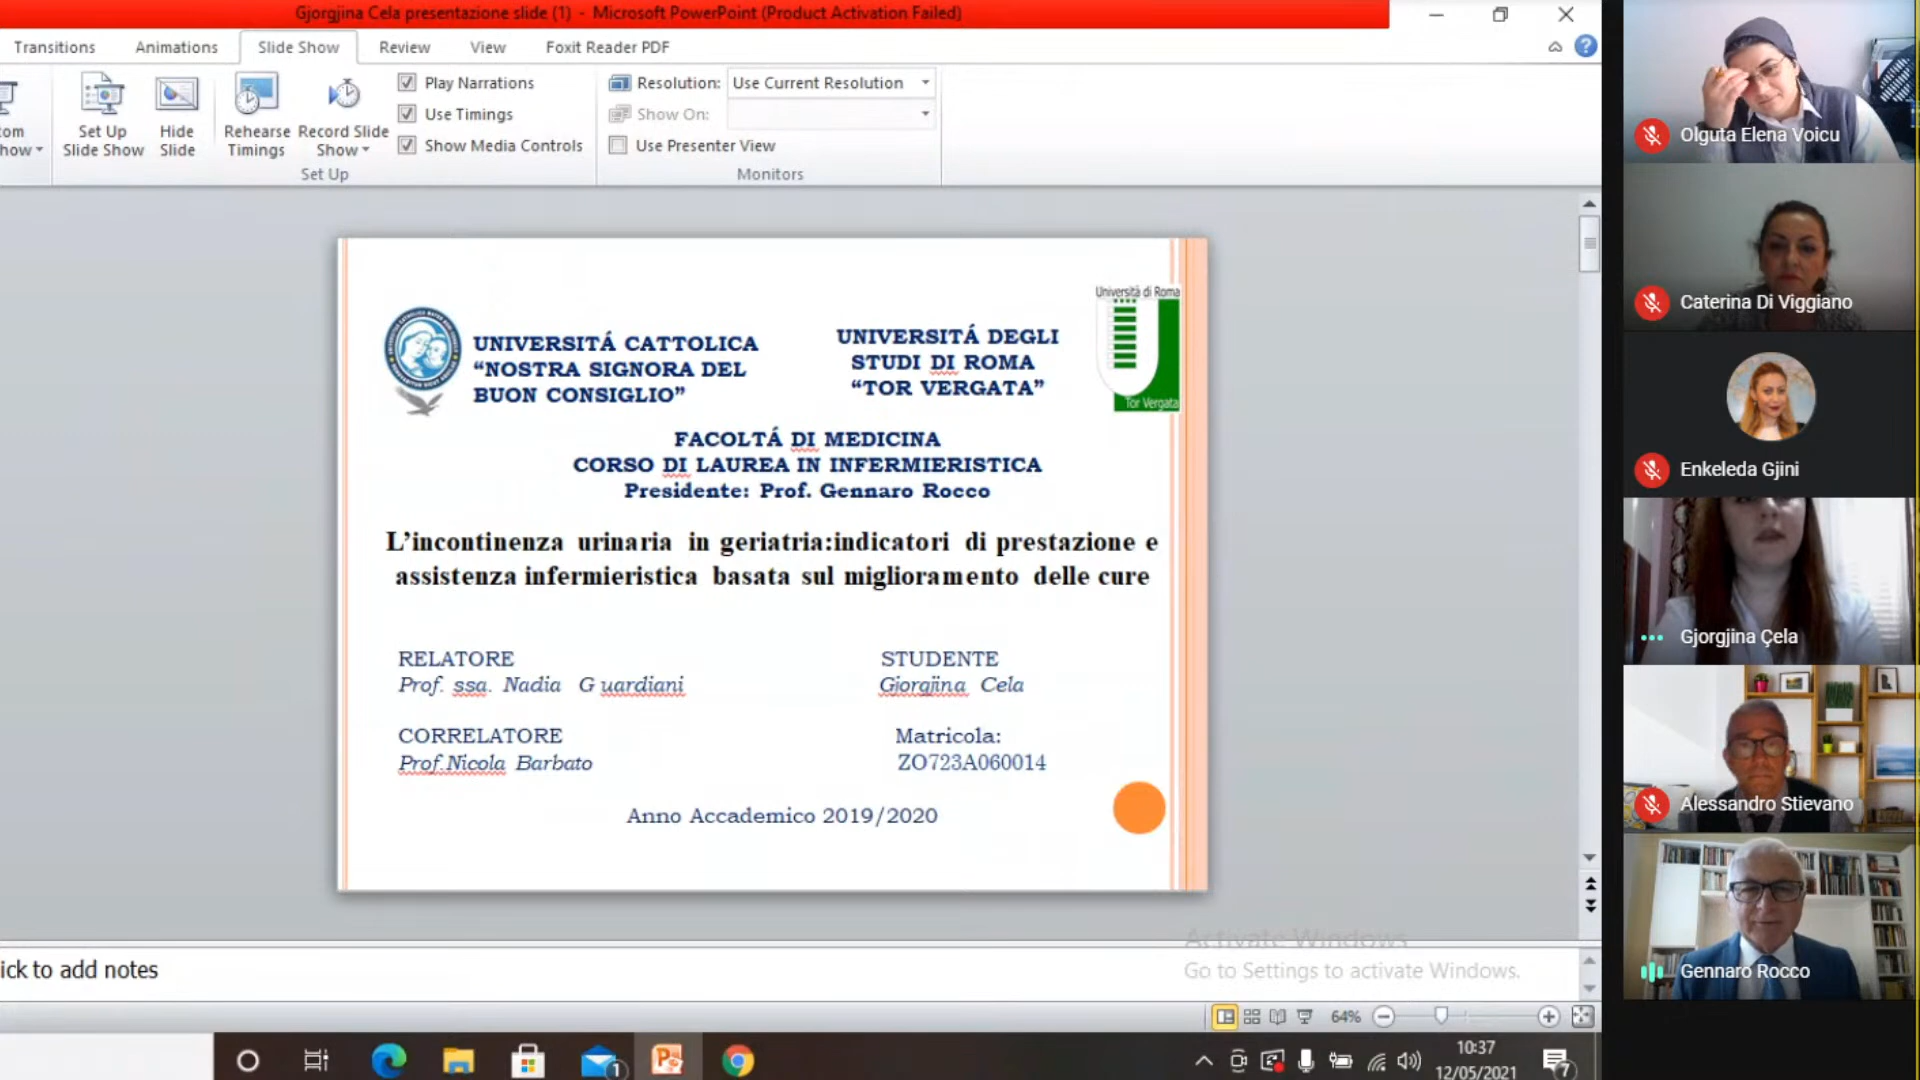 Gjorgjina Cela presentazione slide (1) - Microsoft PowerPoint (Product Activation Failed)
Transitions Animations Slide Show Review View Foxit Reader PDF
Set Up Slide Show
Hide Slide
Rehearse Timings
Record Slide Show
Play Narrations
Use Timings
Show Media Controls
Set Up
Resolution: Use Current Resolution
Show On:
Use Presenter View
Monitors
UNIVERSITÁ CATTOLICA
“NOSTRA SIGNORA DEL
BUON CONSIGLIO”
UNIVERSITÁ DEGLI
STUDI DI ROMA
“TOR VERGATA”
Università di Roma
Tor Vergata
FACOLTÁ DI MEDICINA
CORSO DI LAUREA IN INFERMIERISTICA
Presidente: Prof. Gennaro Rocco
L’incontinenza urinaria in geriatria:indicatori di prestazione e
assistenza infermieristica basata sul miglioramento delle cure
RELATORE
Prof. ssa. Nadia G uardiani
STUDENTE
Gjorgjina Cela
CORRELATORE
Prof.Nicola Barbato
Matricola:
ZO723A060014
Anno Accademico 2019/2020
ick to add notes
Activate Windows
Go to Settings to activate Windows.
64%
10:37
12/05/2021
1
7
Olguta Elena Voicu
Caterina Di Viggiano
Enkeleda Gjini
Gjorgjina Çela
Alessandro Stievano
Gennaro Rocco